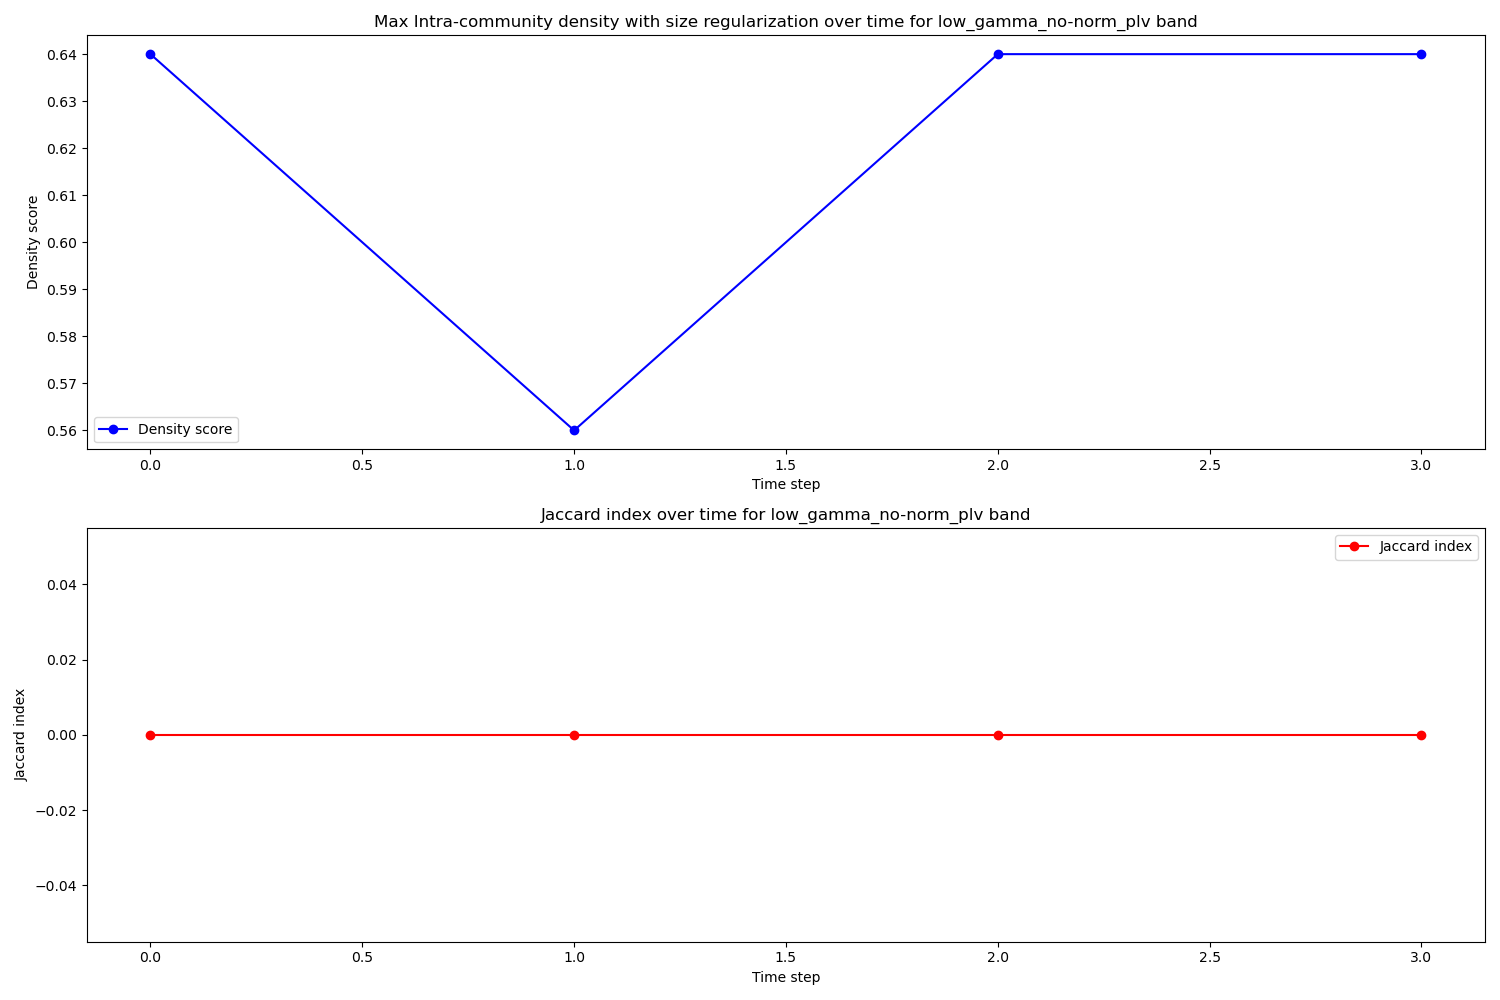 Max Intra-community density with size regularization over time for low_gamma_no-norm_plv band
0.64
0.63
0.62
0.61
0.60
0.59
0.58
0.57
0.56
Density score
Density score
0.0 0.5 1.0 1.5 2.0 2.5 3.0
Time step
Jaccard index over time for low_gamma_no-norm_plv band
Jaccard index
0.04
0.02
0.00
−0.02
−0.04
Jaccard index
0.0 0.5 1.0 1.5 2.0 2.5 3.0
Time step